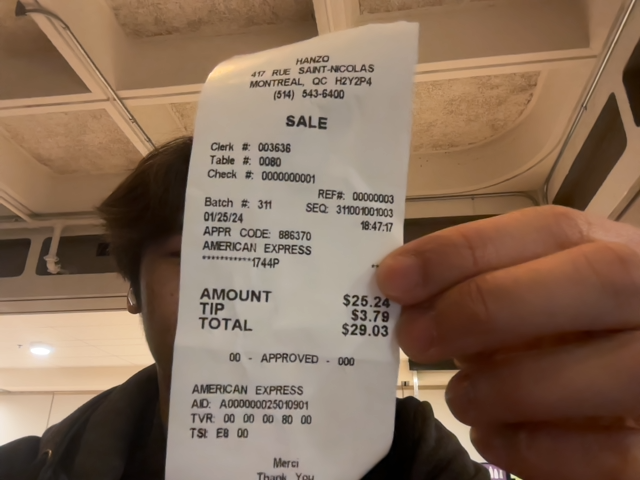 HANZO
417 RUE SAINT-NICOLAS
MONTREAL, QC H2Y2P4
(514) 543-6400
SALE
Clerk #: 003636
Table #: 0080
Check #: 0000000001
REF#: 00000003
Batch #: 311 SEQ: 311001001003
01/25/24 18:47:17
APPR CODE: 886370
AMERICAN EXPRESS
***********1744P **
AMOUNT $25.24
TIP $3.79
TOTAL $29.03
00 - APPROVED - 000
AMERICAN EXPRESS
AID: A000000025010901
TVR: 00 00 00 80 00
TSI: E8 00
Merci
Thank You